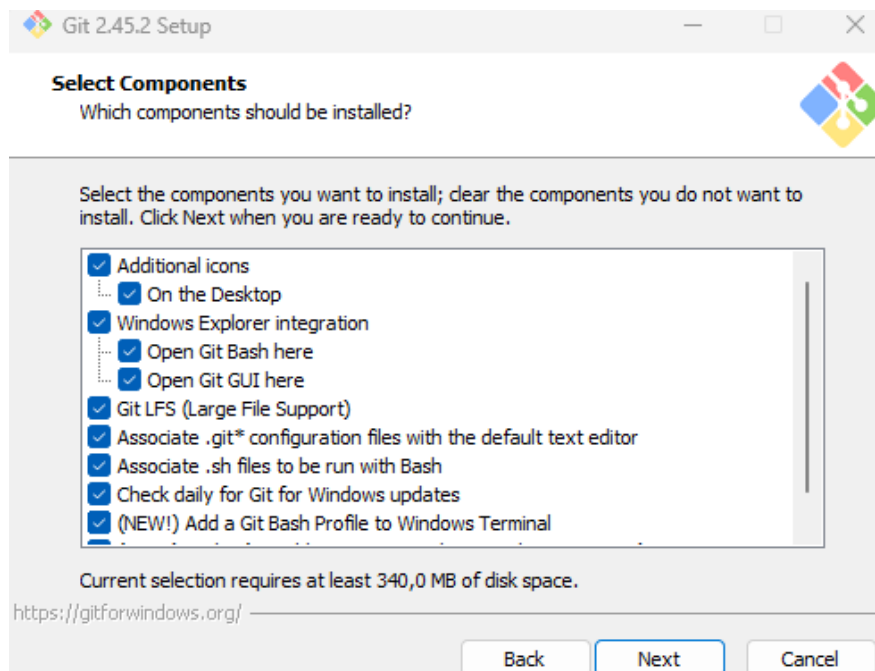 Git 2.45.2 Setup
Select Components
Which components should be installed?
Select the components you want to install; clear the components you do not want to
install. Click Next when you are ready to continue.
Additional icons
On the Desktop
Windows Explorer integration
Open Git Bash here
Open Git GUI here
Git LFS (Large File Support)
Associate .git* configuration files with the default text editor
Associate .sh files to be run with Bash
Check daily for Git for Windows updates
(NEW!) Add a Git Bash Profile to Windows Terminal
Current selection requires at least 340,0 MB of disk space.
https://gitforwindows.org/
Back Next Cancel